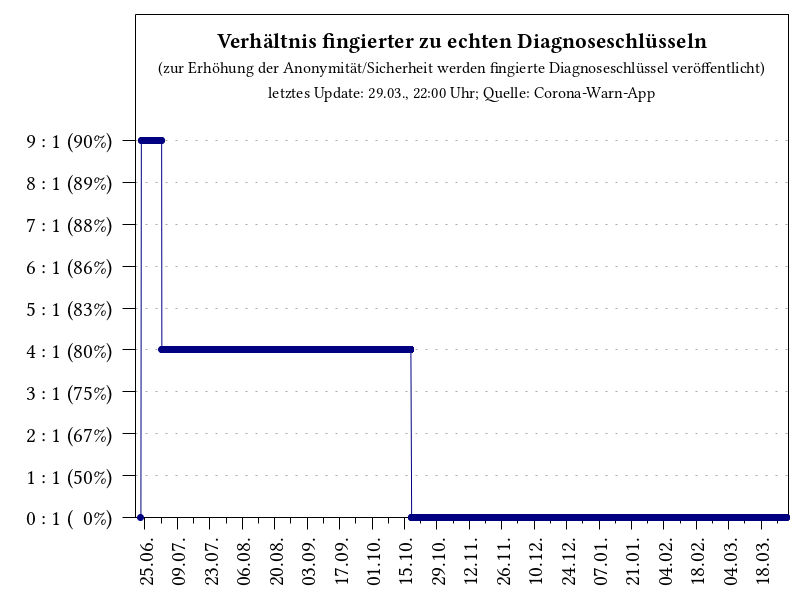 Verhältnis fingierter zu echten Diagnoseschlüsseln
(zur Erhöhung der Anonymität/Sicherheit werden fingierte Diagnoseschlüssel veröffentlicht)
letztes Update: 29.03., 22:00 Uhr; Quelle: Corona-Warn-App
9 : 1 (90%)
8 : 1 (89%)
7 : 1 (88%)
6 : 1 (86%)
5 : 1 (83%)
4 : 1 (80%)
3 : 1 (75%)
2 : 1 (67%)
1 : 1 (50%)
0 : 1 (  0%)
25.06.
09.07.
23.07.
06.08.
20.08.
03.09.
17.09.
01.10.
15.10.
29.10.
12.11.
26.11.
10.12.
24.12.
07.01.
21.01.
04.02.
18.02.
04.03.
18.03.